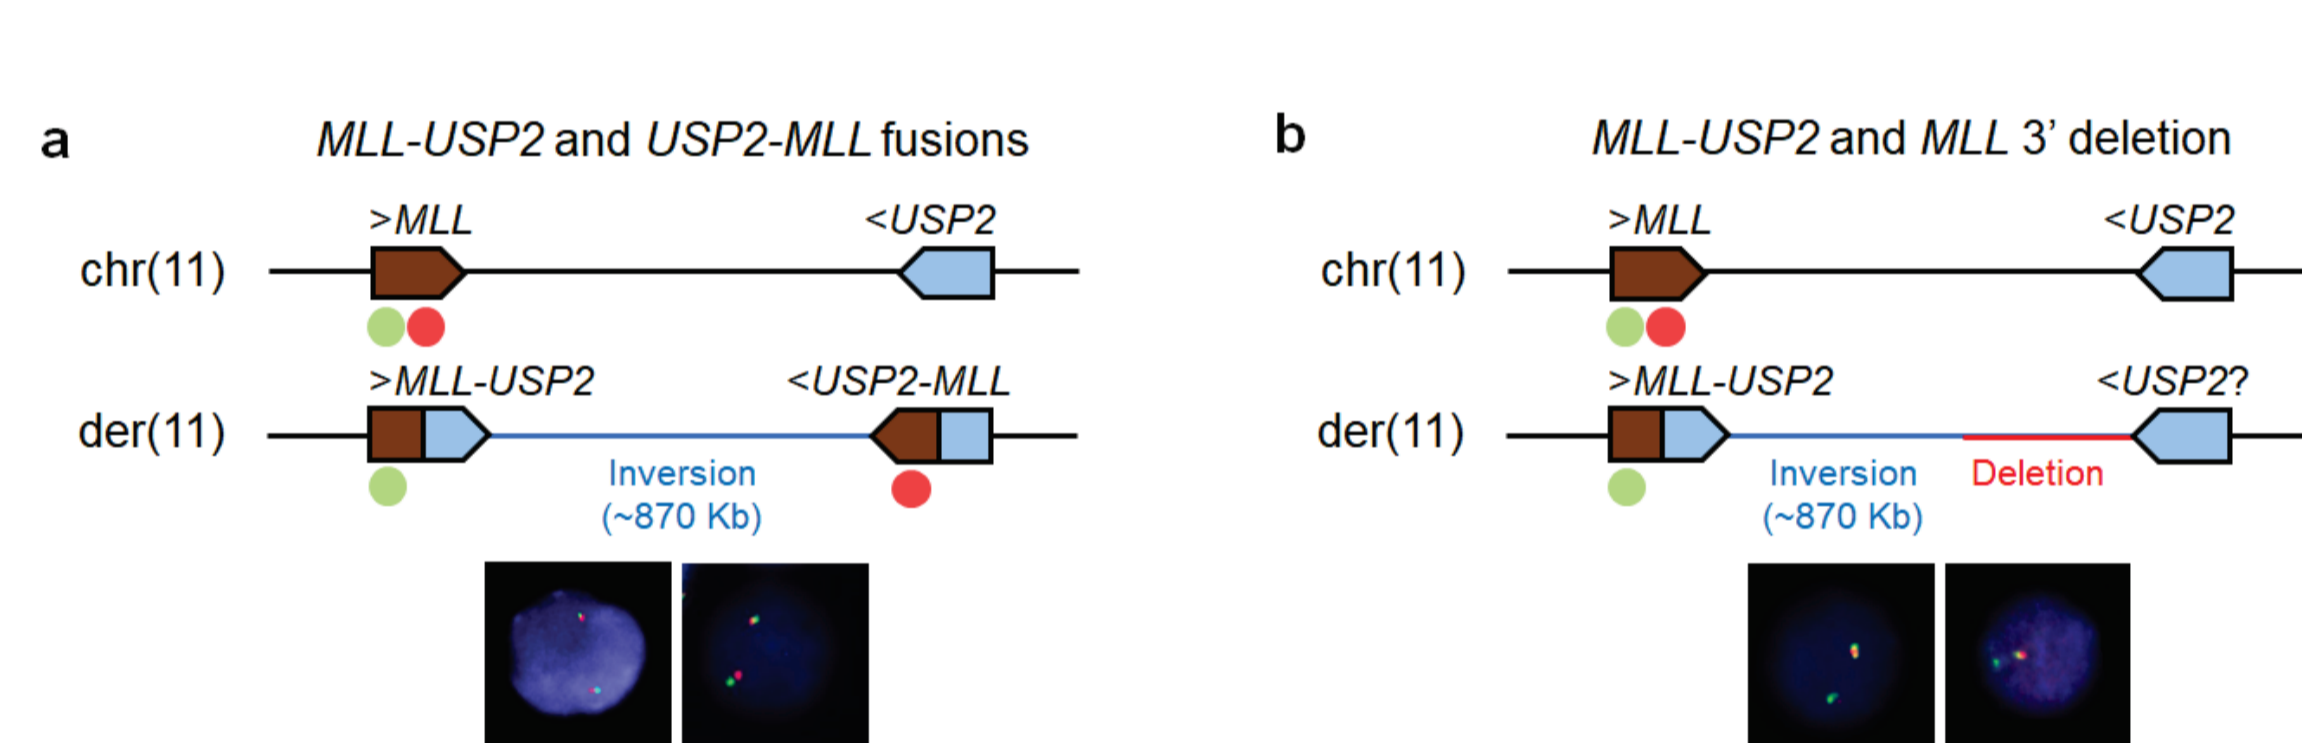 a
MLL-USP2 and USP2-MLL fusions
>MLL
<USP2
chr(11)
>MLL-USP2
<USP2-MLL
der(11)
Inversion
(~870 Kb)
b
MLL-USP2 and MLL 3’ deletion
>MLL
<USP2
chr(11)
>MLL-USP2
<USP2?
der(11)
Inversion
(~870 Kb)
Deletion